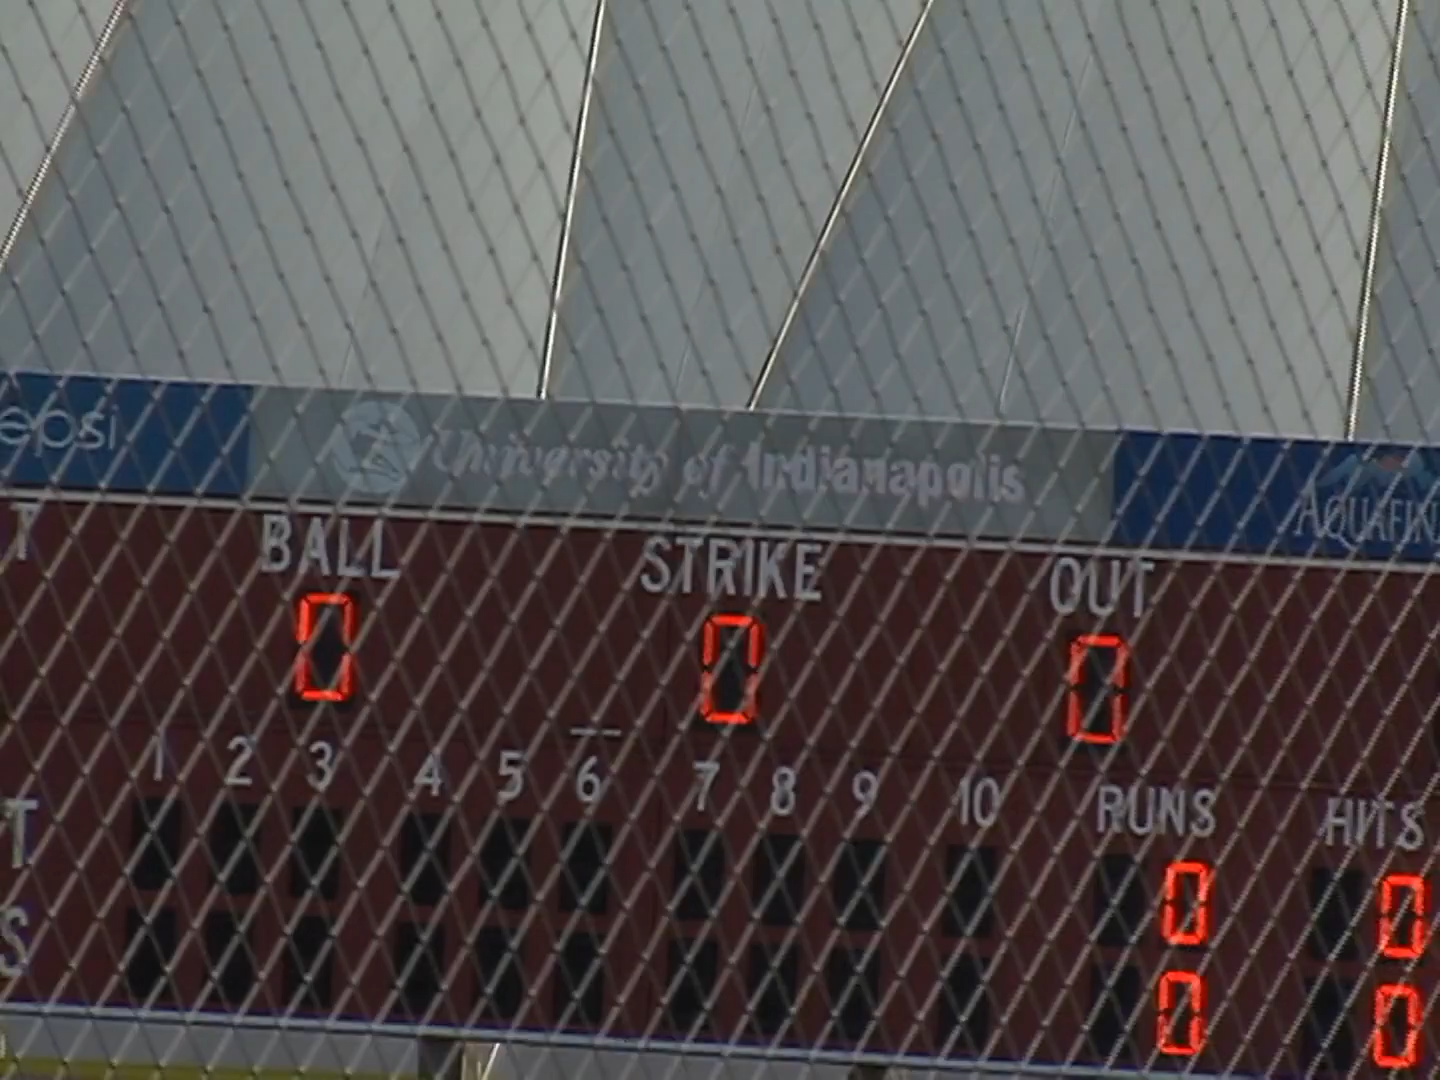 epsi University of Indianapolis AQUAFIN
T BALL STRIKE OUT
0 0 0
1 2 3 4 5 6 7 8 9 10 RUNS HITS
T 0 0
S 0 0